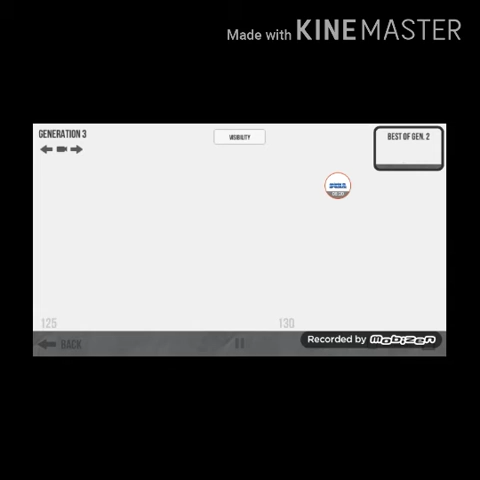 Made with KINEMASTER
GENERATION 3
VISIBILITY
BEST OF GEN. 2
125
130
BACK
Recorded by mobizen